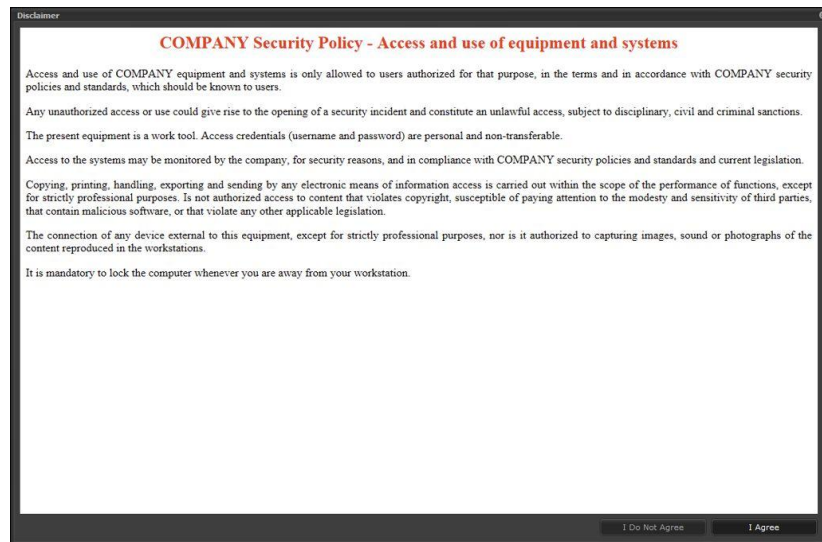 Disclaimer
COMPANY Security Policy - Access and use of equipment and systems
Access and use of COMPANY equipment and systems is only allowed to users authorized for that purpose, in the terms and in accordance with COMPANY security
policies and standards, which should be known to users.
Any unauthorized access or use could give rise to the opening of a security incident and constitute an unlawful access, subject to disciplinary, civil and criminal sanctions.
The present equipment is a work tool. Access credentials (username and password) are personal and non-transferable.
Access to the systems may be monitored by the company, for security reasons, and in compliance with COMPANY security policies and standards and current legislation.
Copying, printing, handling, exporting and sending by any electronic means of information access is carried out within the scope of the performance of functions, except
for strictly professional purposes. Is not authorized access to content that violates copyright, susceptible of paying attention to the modesty and sensitivity of third parties,
that contain malicious software, or that violate any other applicable legislation.
The connection of any device external to this equipment, except for strictly professional purposes, nor is it authorized to capturing images, sound or photographs of the
content reproduced in the workstations.
It is mandatory to lock the computer whenever you are away from your workstation.
I Do Not Agree
I Agree